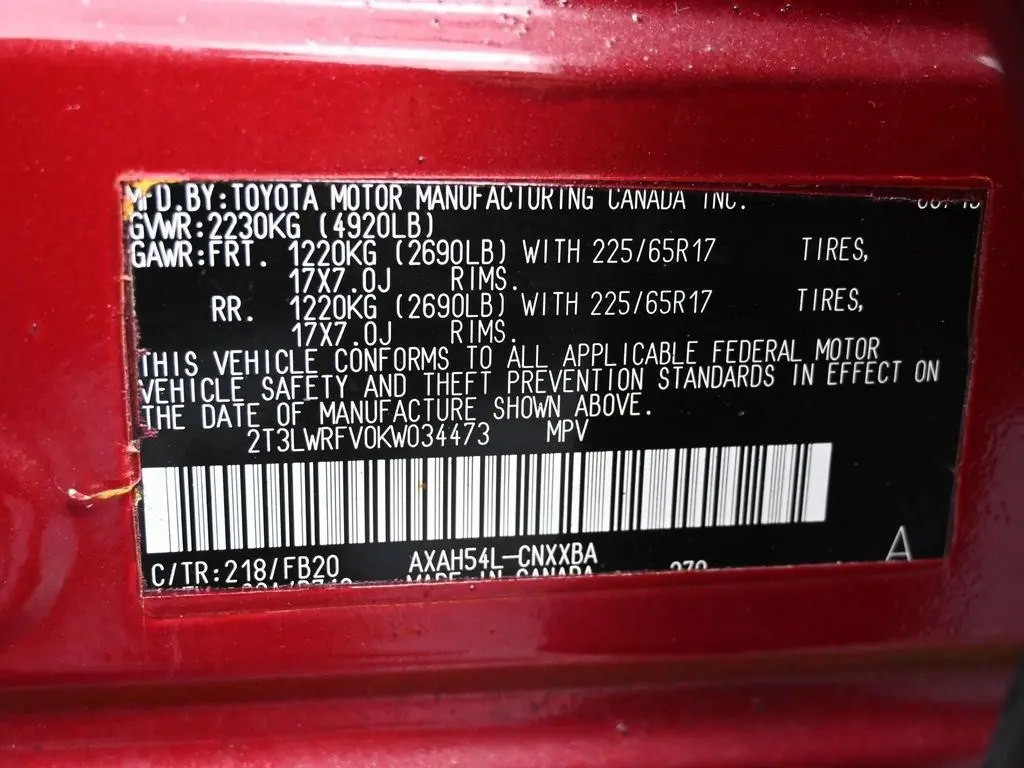 MFD.BY:TOYOTA MOTOR MANUFACTURING CANADA INC.
GVWR:2230KG (4920LB)
GAWR:FRT. 1220KG (2690LB) WITH 225/65R17 TIRES,
17X7.0J RIMS.
RR. 1220KG (2690LB) WITH 225/65R17 TIRES,
17X7.0J RIMS.
THIS VEHICLE CONFORMS TO ALL APPLICABLE FEDERAL MOTOR
VEHICLE SAFETY AND THEFT PREVENTION STANDARDS IN EFFECT ON
THE DATE OF MANUFACTURE SHOWN ABOVE.
2T3LWRFV0KW034473 MPV
C/TR:218/FB20 AXAH54L-CNXXBA A
MADE IN CANADA